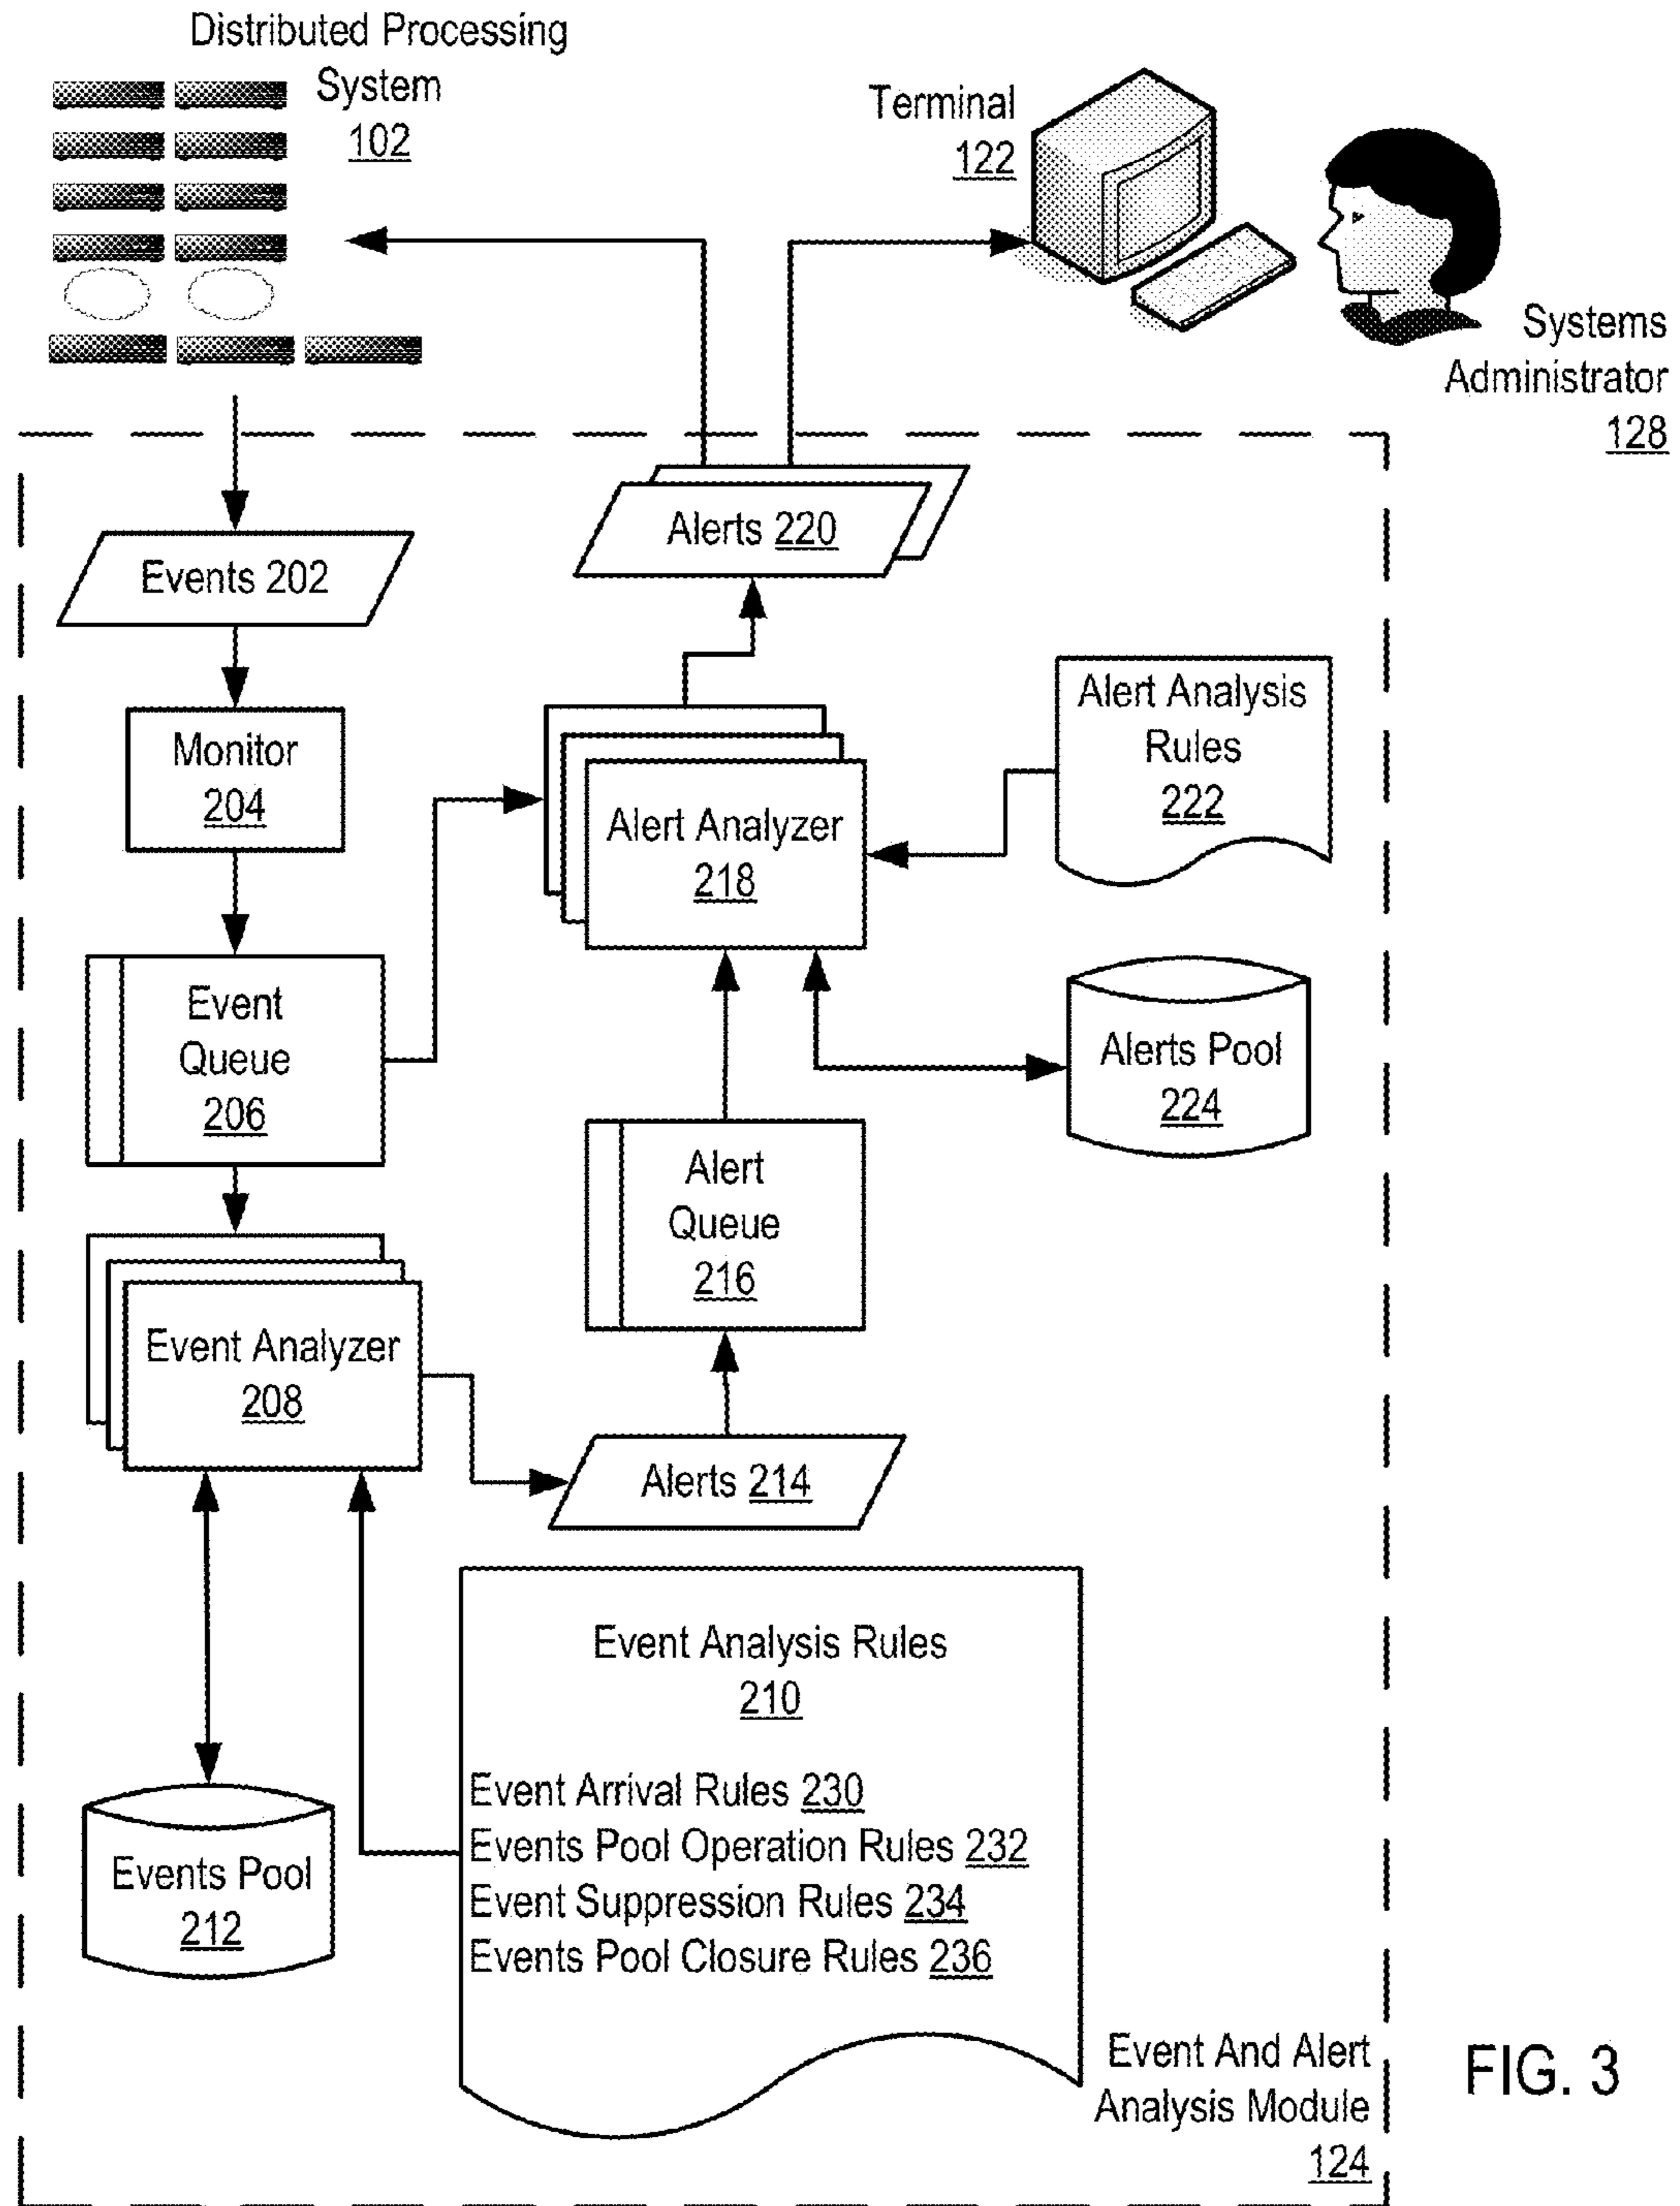 Distributed Processing
System
102
Terminal
122
Systems
Administrator
128
Alerts 220
Events 202
Monitor
204
Alert Analysis
Rules
222
Alert Analyzer
218
Event
Queue
206
Alerts Pool
224
Alert
Queue
216
Event Analyzer
208
Alerts 214
Event Analysis Rules
210
Event Arrival Rules 230
Events Pool Operation Rules 232
Event Suppression Rules 234
Events Pool Closure Rules 236
Events Pool
212
Event And Alert
Analysis Module
124
FIG. 3